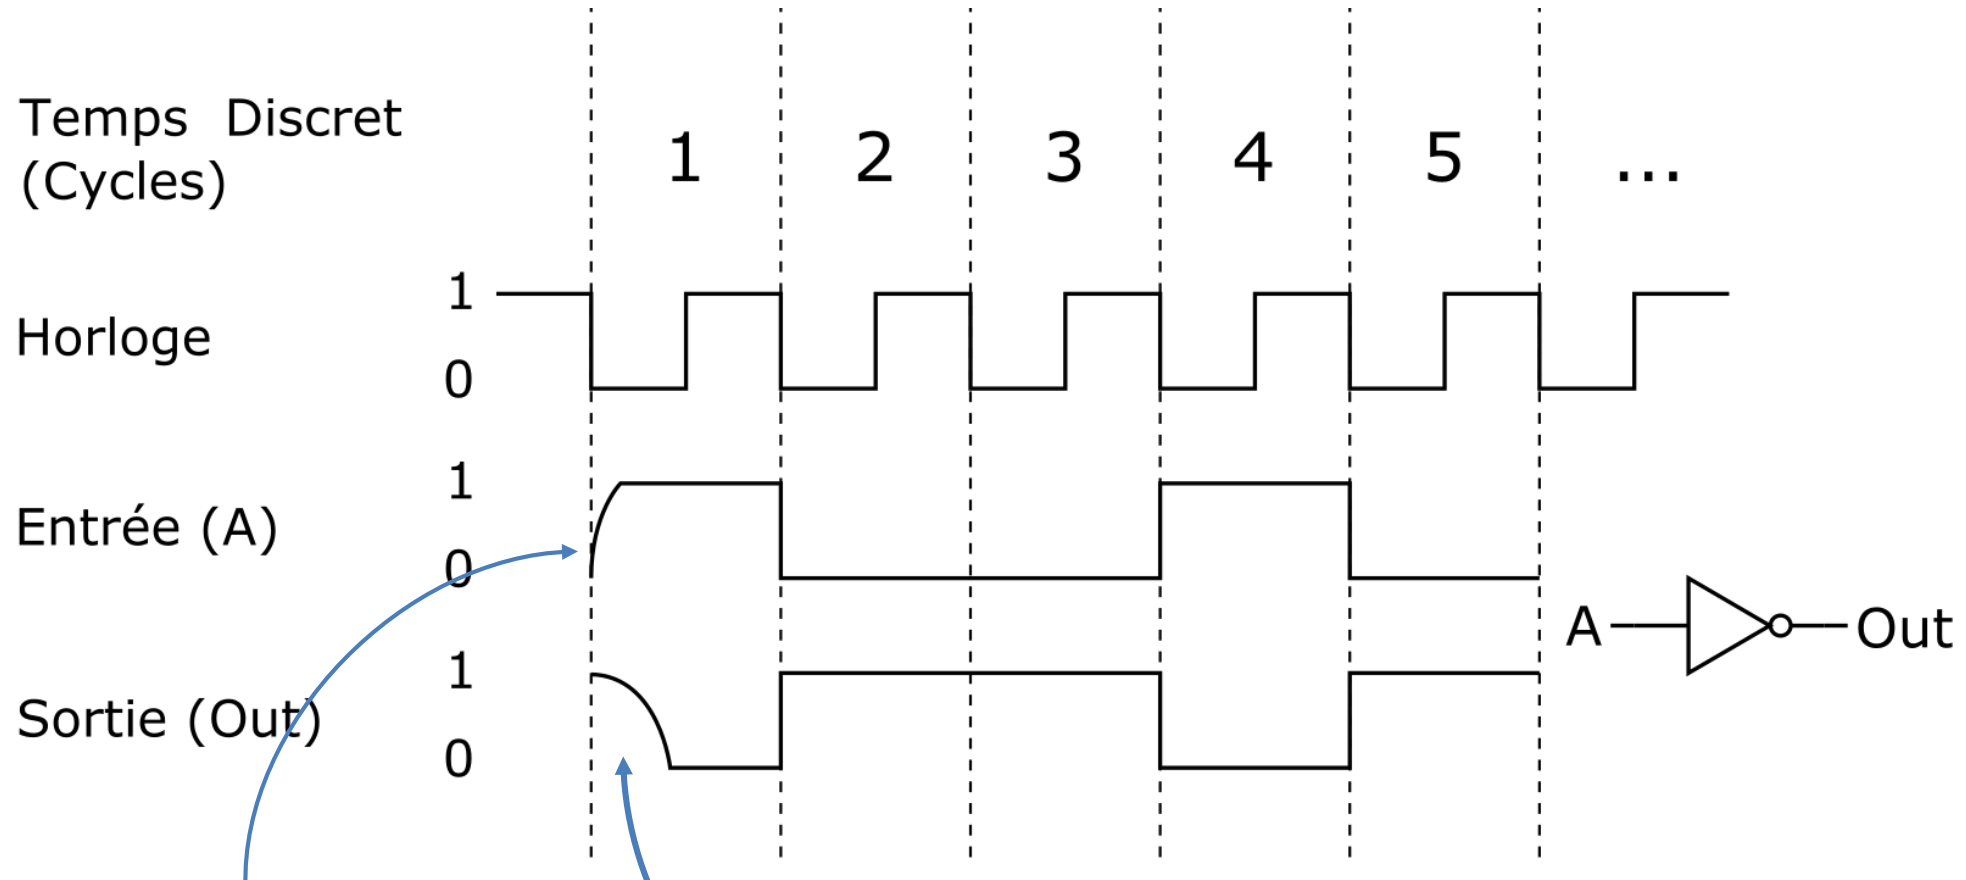 Temps Discret
(Cycles)
1 2 3 4 5 ...
Horloge
1
0
Entrée (A)
1
0
Sortie (Out)
1
0
A
Out